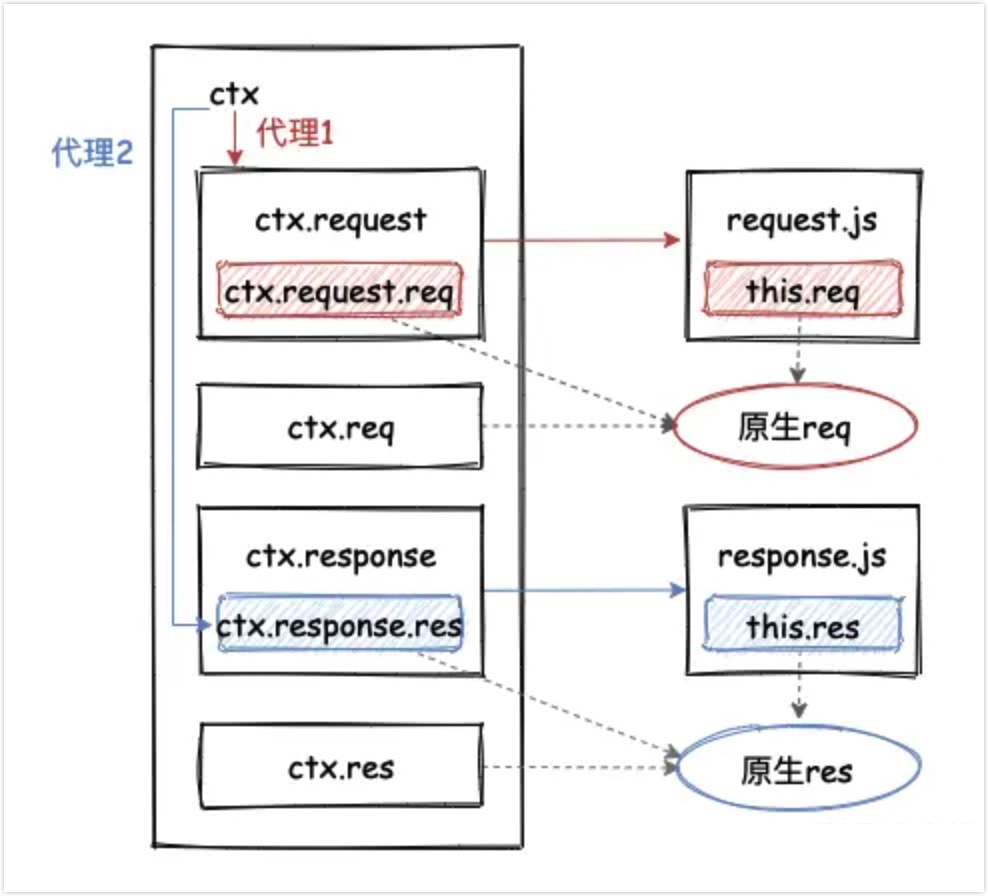 ctx
代理1
代理2
ctx.request
request.js
ctx.request.req
this.req
ctx.req
原生req
ctx.response
response.js
ctx.response.res
this.res
ctx.res
原生res